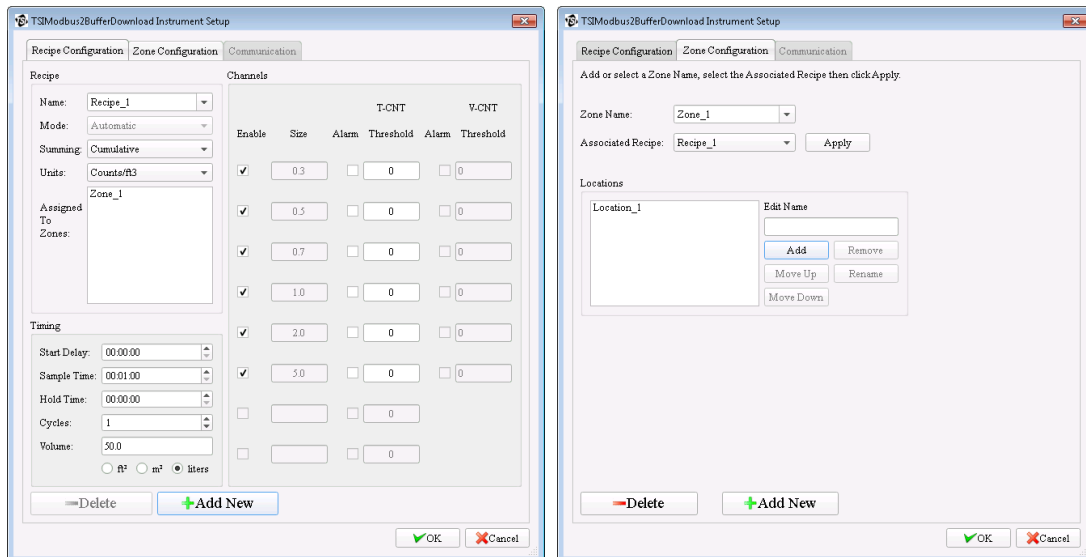 TSIModbus2BufferDownload Instrument Setup
Recipe Configuration Zone Configuration Communication
Recipe
Name: Recipe_1
Mode: Automatic
Summing: Cumulative
Units: Counts/ft3
Assigned To Zones:
Zone_1
Timing
Start Delay: 00:00:00
Sample Time: 00:01:00
Hold Time: 00:00:00
Cycles: 1
Volume: 50.0
ft³ m³ liters
Channels
T-CNT V-CNT
Enable Size Alarm Threshold Alarm Threshold
0.3 0 0
0.5 0 0
0.7 0 0
1.0 0 0
2.0 0 0
5.0 0 0
0
0
Delete Add New
OK Cancel
TSIModbus2BufferDownload Instrument Setup
Recipe Configuration Zone Configuration Communication
Add or select a Zone Name, select the Associated Recipe then click Apply.
Zone Name: Zone_1
Associated Recipe: Recipe_1 Apply
Locations
Location_1
Edit Name
Add Remove
Move Up Rename
Move Down
Delete Add New
OK Cancel